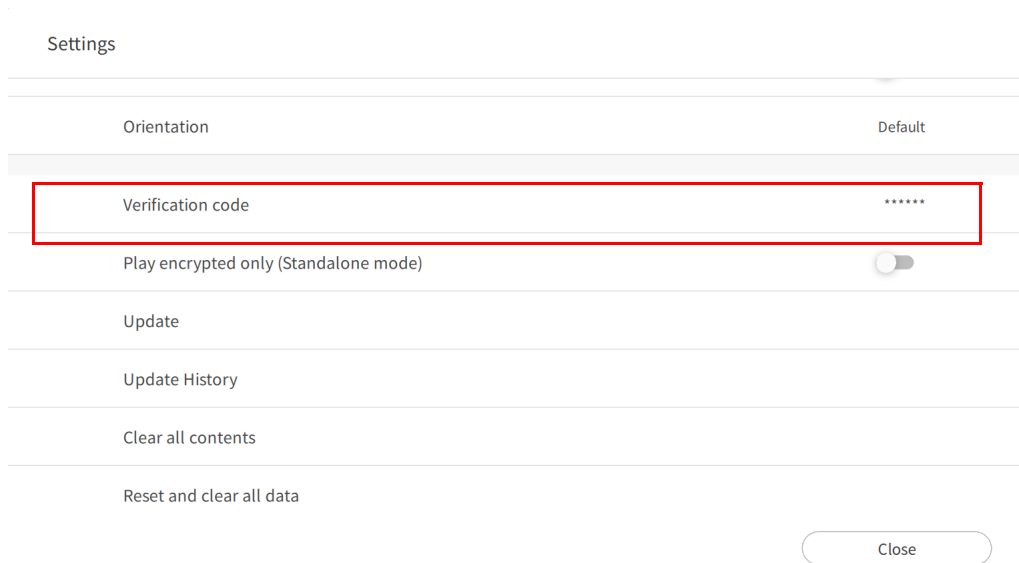 Settings
Orientation Default
Verification code ******
Play encrypted only (Standalone mode)
Update
Update History
Clear all contents
Reset and clear all data
Close